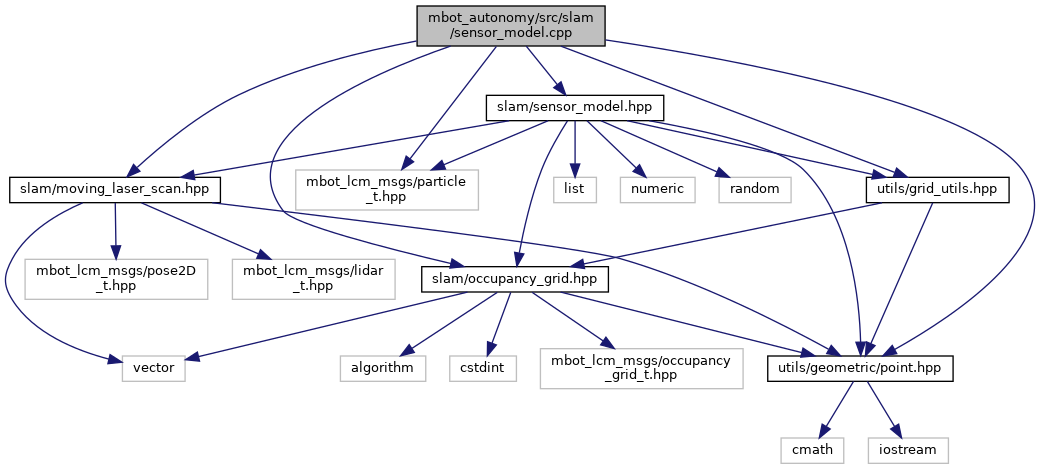 mbot_autonomy/src/slam
/sensor_model.cpp
slam/sensor_model.hpp
slam/moving_laser_scan.hpp
mbot_lcm_msgs/particle
_t.hpp
list
numeric
random
utils/grid_utils.hpp
mbot_lcm_msgs/pose2D
_t.hpp
mbot_lcm_msgs/lidar
_t.hpp
slam/occupancy_grid.hpp
vector
algorithm
cstdint
mbot_lcm_msgs/occupancy
_grid_t.hpp
utils/geometric/point.hpp
cmath
iostream